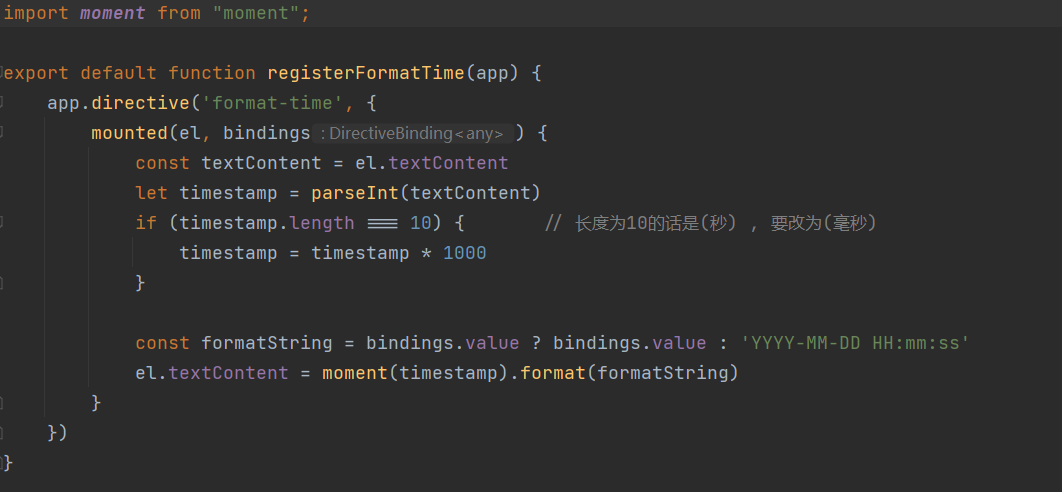 import moment from "moment";
export default function registerFormatTime(app) {
    app.directive('format-time', {
        mounted(el, bindings : DirectiveBinding<any> ) {
            const textContent = el.textContent
            let timestamp = parseInt(textContent)
            if (timestamp.length === 10) {       // 长度为10的话是(秒) , 要改为(毫秒)
                timestamp = timestamp * 1000
            }
            const formatString = bindings.value ? bindings.value : 'YYYY-MM-DD HH:mm:ss'
            el.textContent = moment(timestamp).format(formatString)
        }
    })
}